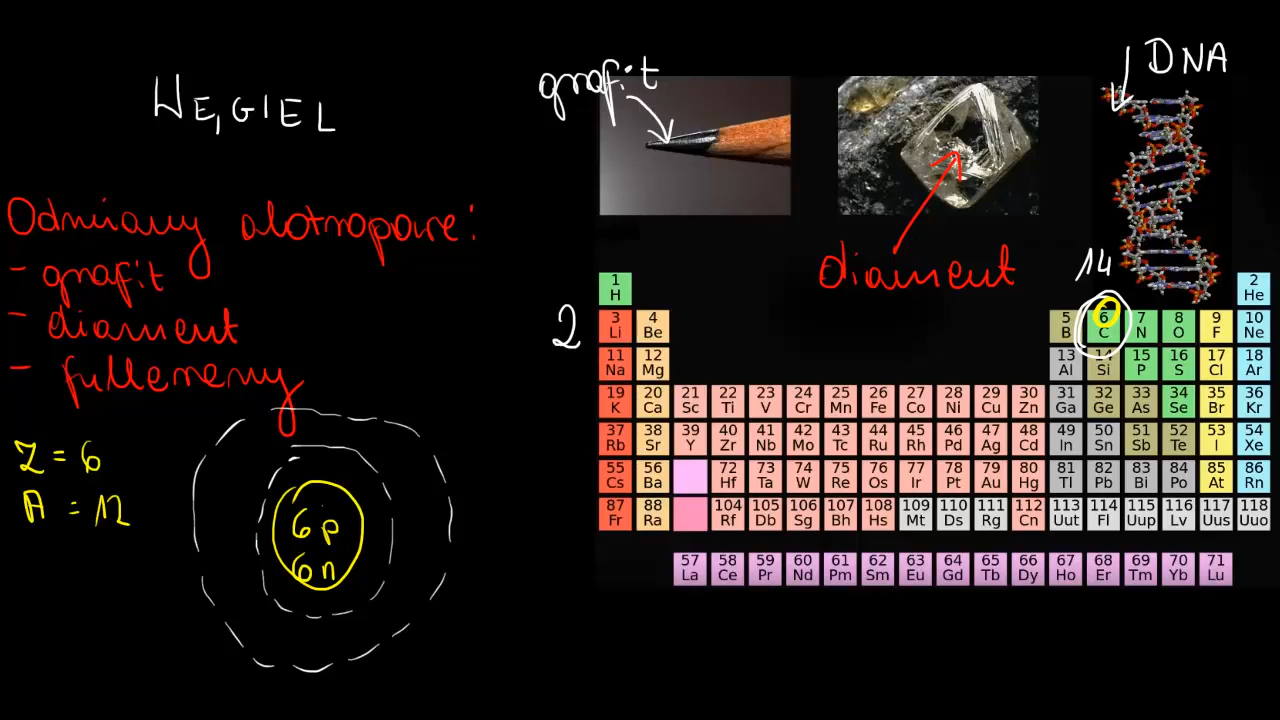 WĘGIEL
Odmiany alotropowe:
- grafit
- diament
- fullereny
Z = 6
A = 12
6p
6n
grafit
diament
DNA
14
2
1 2
H He
3 4 5 6 7 8 9 10
Li Be B C N O F Ne
11 12 13 14 15 16 17 18
Na Mg Al Si P S Cl Ar
19 20 21 22 23 24 25 26 27 28 29 30 31 32 33 34 35 36
K Ca Sc Ti V Cr Mn Fe Co Ni Cu Zn Ga Ge As Se Br Kr
37 38 39 40 41 42 43 44 45 46 47 48 49 50 51 52 53 54
Rb Sr Y Zr Nb Mo Tc Ru Rh Pd Ag Cd In Sn Sb Te I Xe
55 56 72 73 74 75 76 77 78 79 80 81 82 83 84 85 86
Cs Ba Hf Ta W Re Os Ir Pt Au Hg Tl Pb Bi Po At Rn
87 88 104 105 106 107 108 109 110 111 112 113 114 115 116 117 118
Fr Ra Rf Db Sg Bh Hs Mt Ds Rg Cn Uut Fl Uup Lv Uus Uuo
57 58 59 60 61 62 63 64 65 66 67 68 69 70 71
La Ce Pr Nd Pm Sm Eu Gd Tb Dy Ho Er Tm Yb Lu